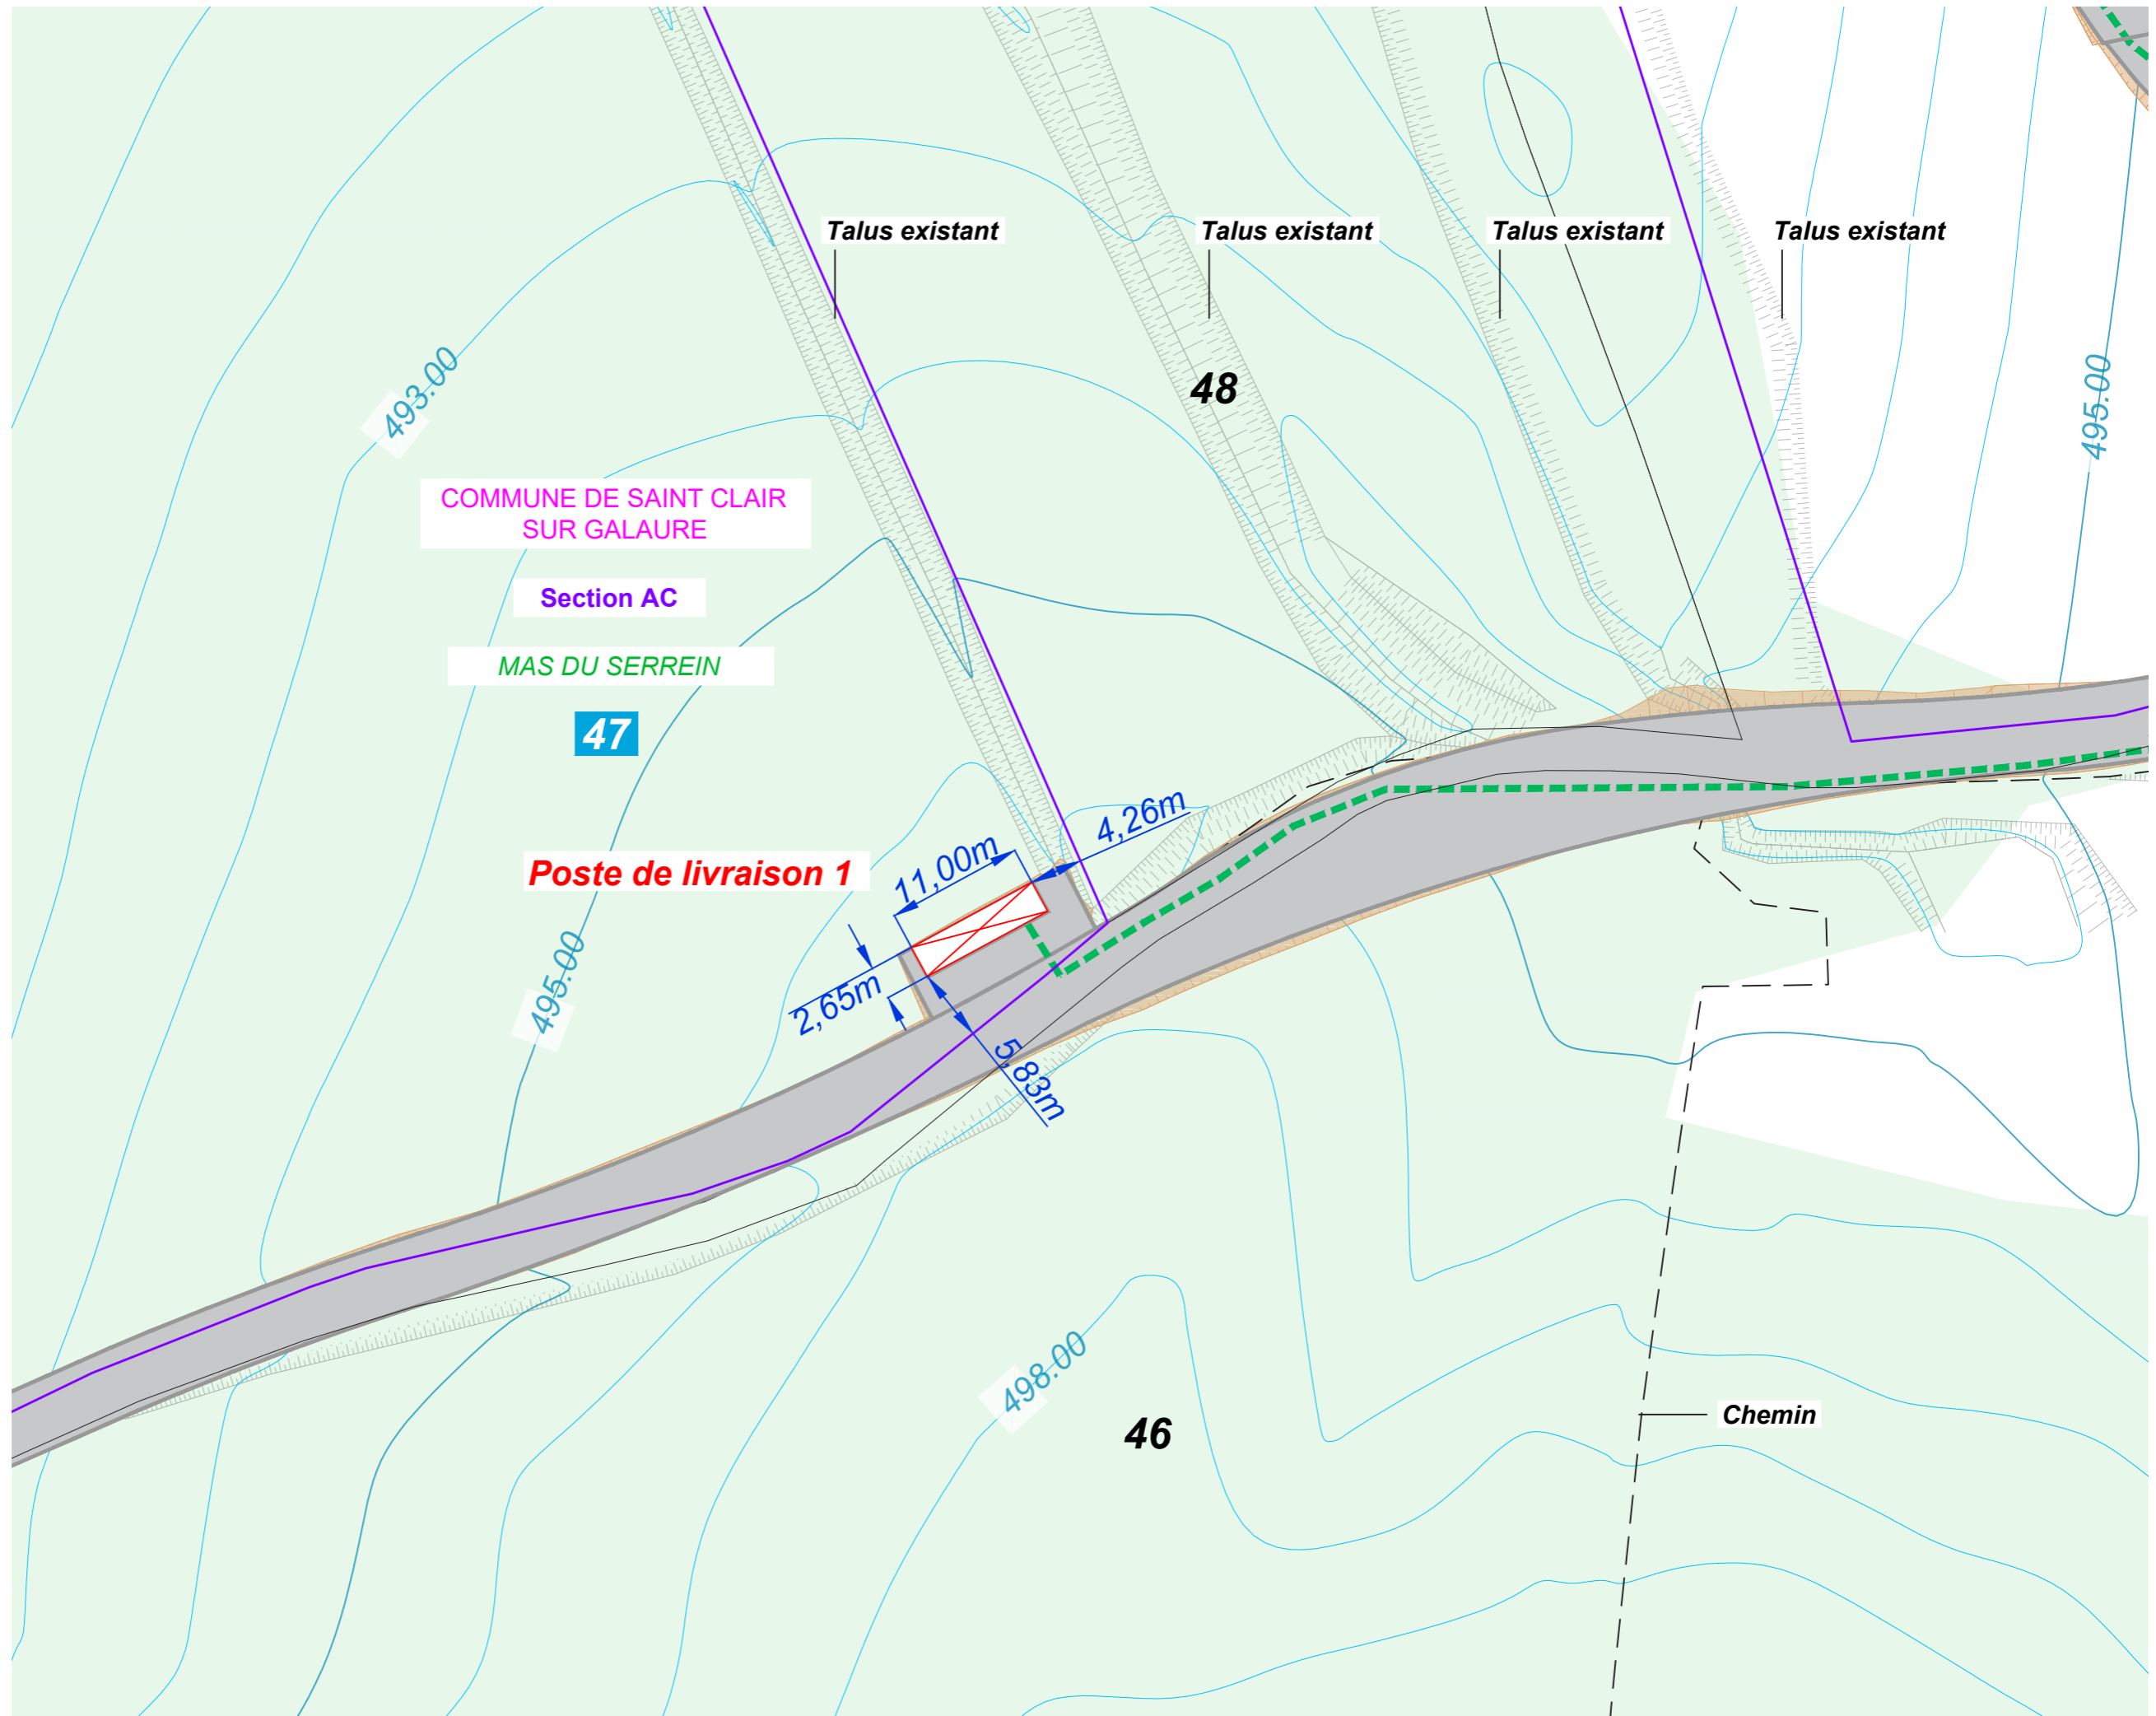 Talus existant
Talus existant
Talus existant
Talus existant
493.00
48
495.00
COMMUNE DE SAINT CLAIR
SUR GALAURE
Section AC
MAS DU SERREIN
47
4,26m
11,00m
Poste de livraison 1
495.00
2,65m
5,83m
498.00
46
Chemin